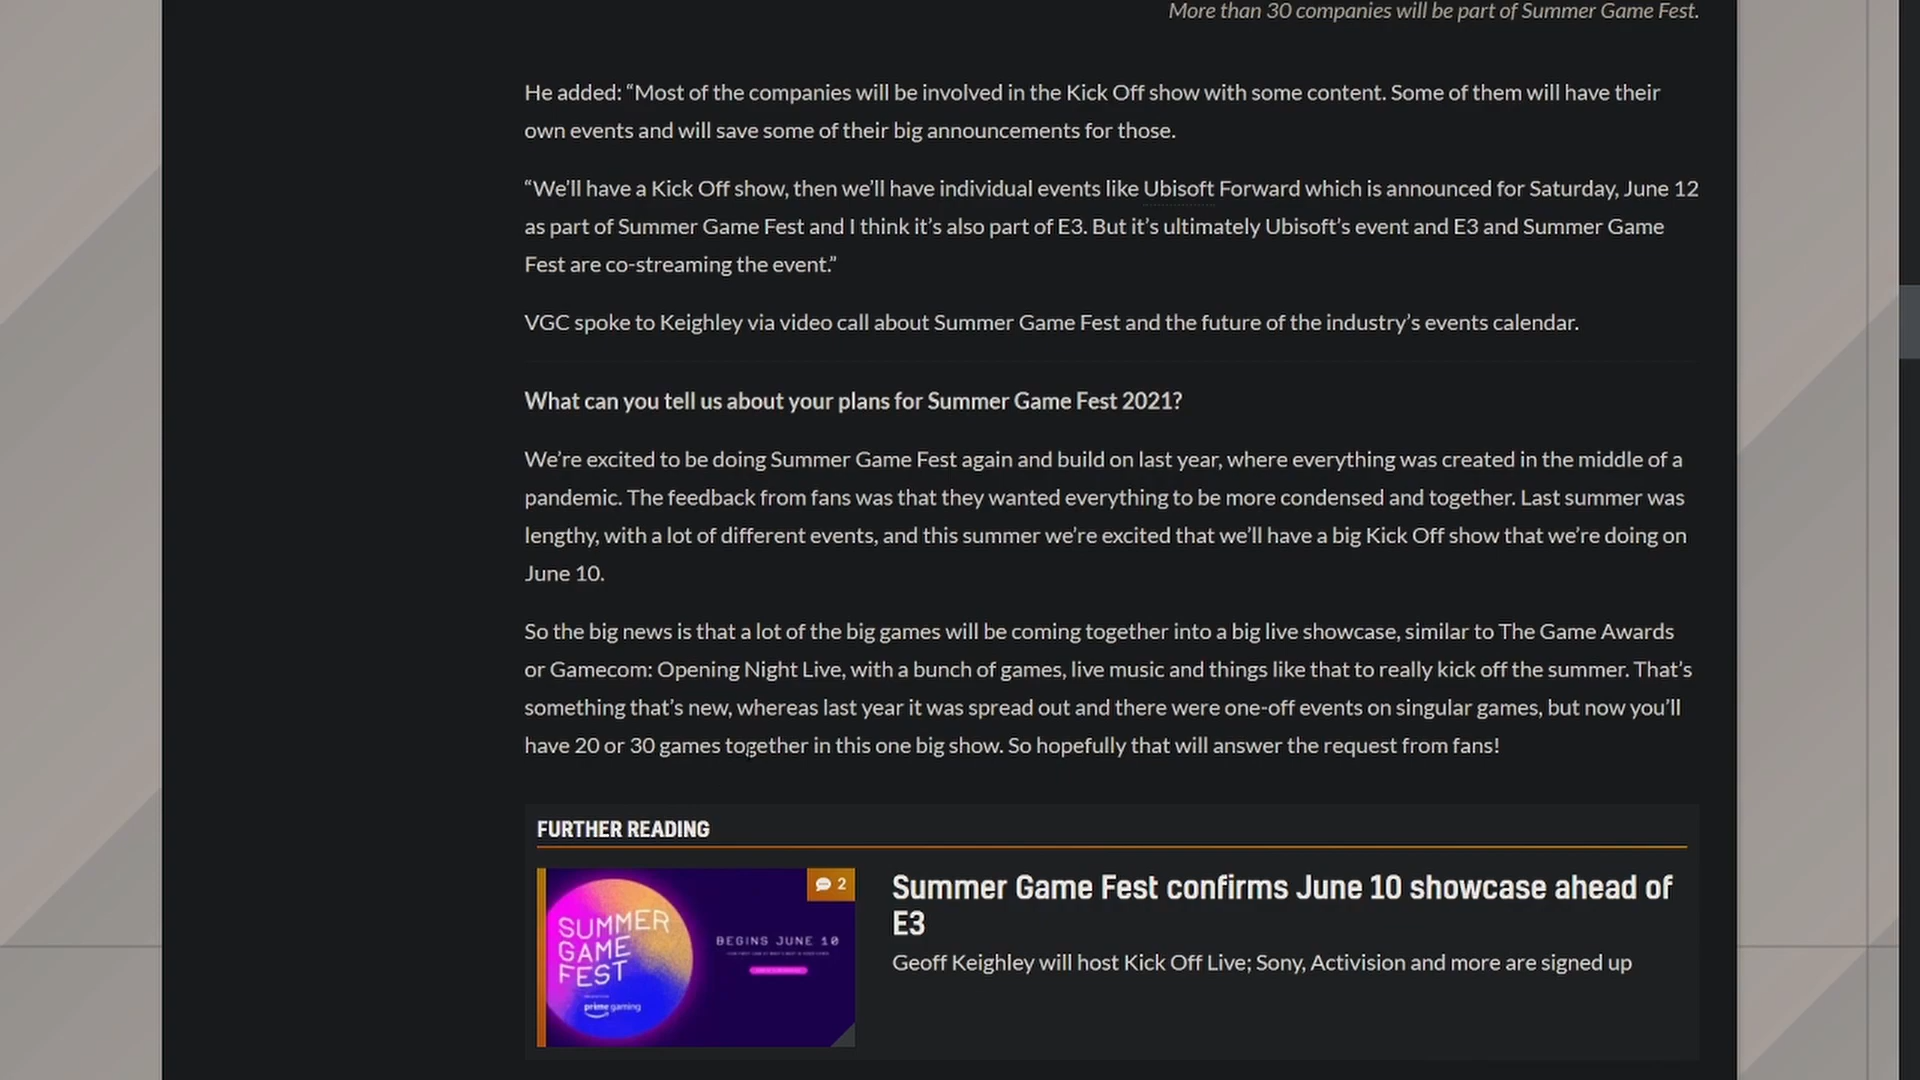 More than 30 companies will be part of Summer Game Fest.
He added: “Most of the companies will be involved in the Kick Off show with some content. Some of them will have their
own events and will save some of their big announcements for those.
“We’ll have a Kick Off show, then we’ll have individual events like Ubisoft Forward which is announced for Saturday, June 12
as part of Summer Game Fest and I think it’s also part of E3. But it’s ultimately Ubisoft’s event and E3 and Summer Game
Fest are co-streaming the event.”
VGC spoke to Keighley via video call about Summer Game Fest and the future of the industry’s events calendar.
What can you tell us about your plans for Summer Game Fest 2021?
We’re excited to be doing Summer Game Fest again and build on last year, where everything was created in the middle of a
pandemic. The feedback from fans was that they wanted everything to be more condensed and together. Last summer was
lengthy, with a lot of different events, and this summer we’re excited that we’ll have a big Kick Off show that we’re doing on
June 10.
So the big news is that a lot of the big games will be coming together into a big live showcase, similar to The Game Awards
or Gamecom: Opening Night Live, with a bunch of games, live music and things like that to really kick off the summer. That’s
something that’s new, whereas last year it was spread out and there were one-off events on singular games, but now you’ll
have 20 or 30 games together in this one big show. So hopefully that will answer the request from fans!
FURTHER READING
2
SUMMER
GAME
FEST
prime gaming
BEGINS JUNE 10
Summer Game Fest confirms June 10 showcase ahead of
E3
Geoff Keighley will host Kick Off Live; Sony, Activision and more are signed up